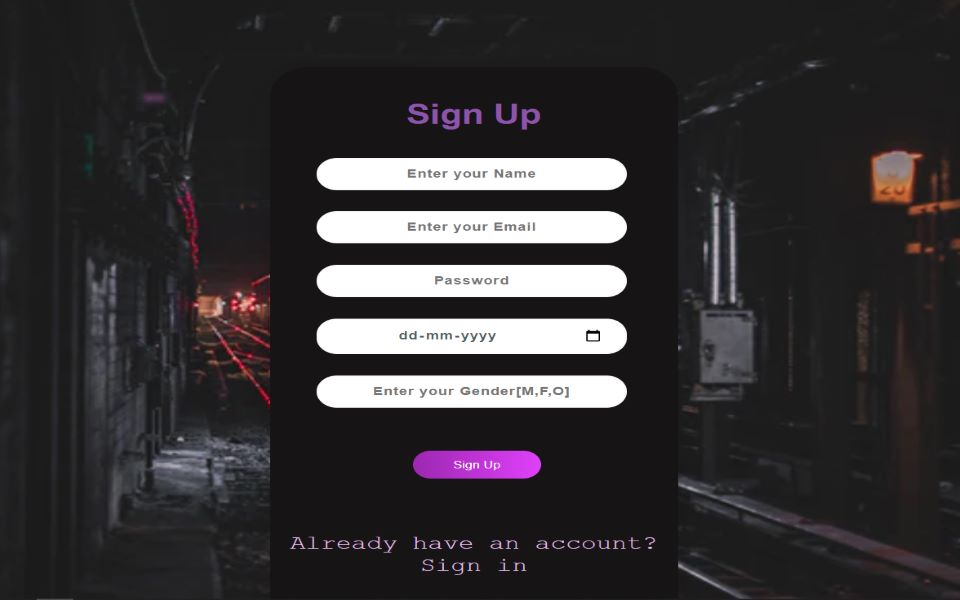 Sign Up
Enter your Name
Enter your Email
Password
dd-mm-yyyy
Enter your Gender[M,F,O]
Sign Up
Already have an account?
Sign in